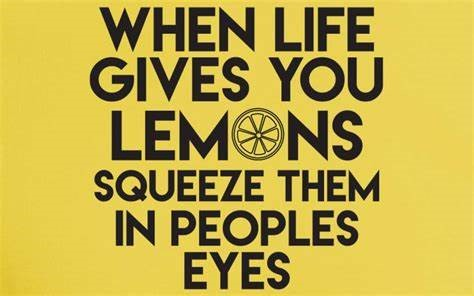 WHEN LIFE
GIVES YOU
LEMONS
SQUEEZE THEM
IN PEOPLES
EYES